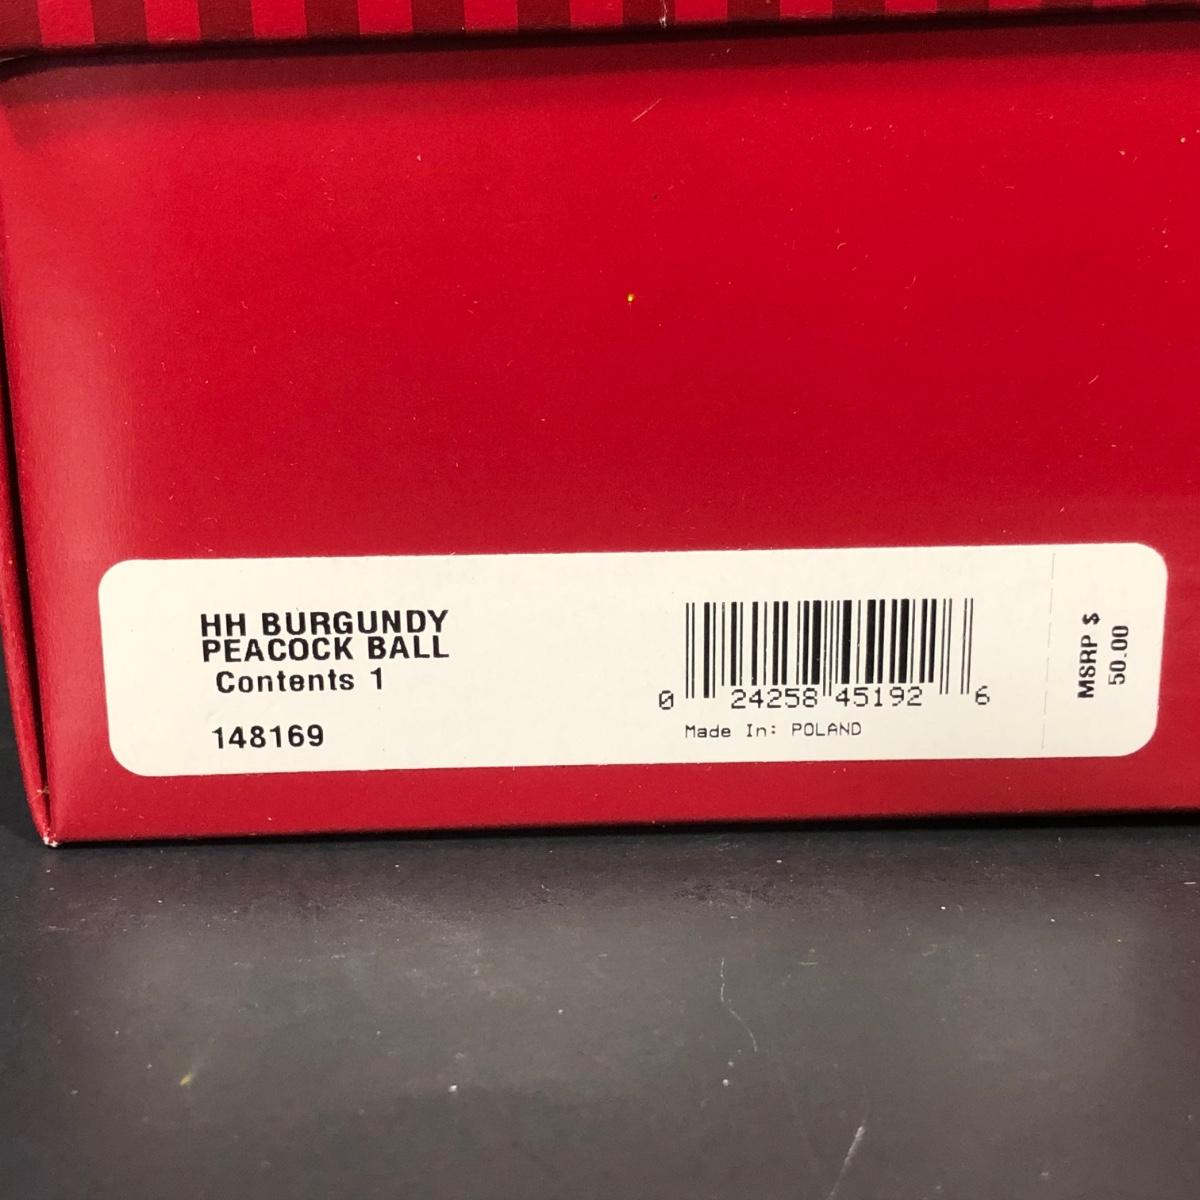 HH BURGUNDY
PEACOCK BALL
Contents 1
148169
0 24258 45192 6
Made In: POLAND
MSRP $
50.00